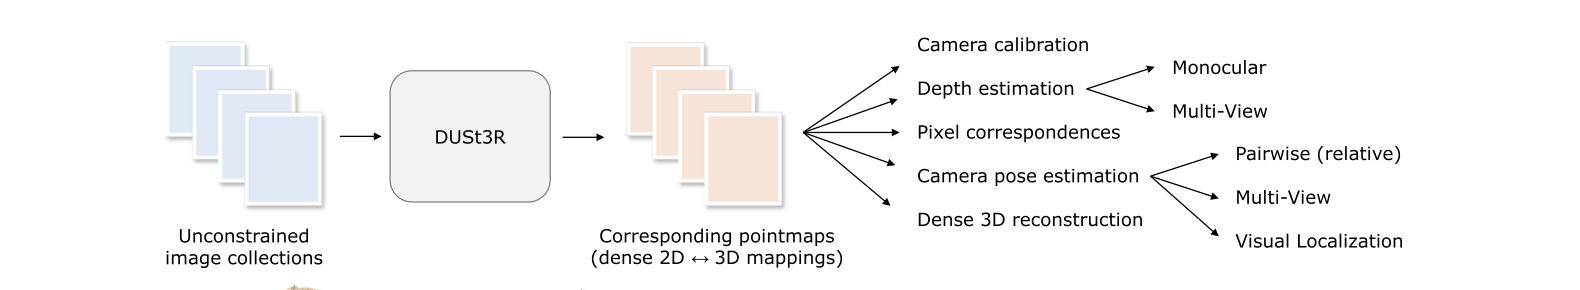 Unconstrained
image collections
DUSt3R
Corresponding pointmaps
(dense 2D ↔ 3D mappings)
Camera calibration
Depth estimation
Monocular
Multi-View
Pixel correspondences
Camera pose estimation
Pairwise (relative)
Multi-View
Visual Localization
Dense 3D reconstruction